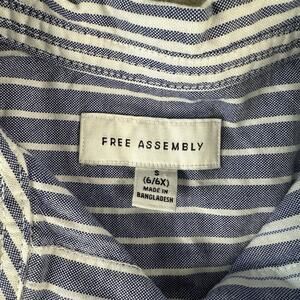 FREE ASSEMBLY
S
(6/6X)
MADE IN
BANGLADESH